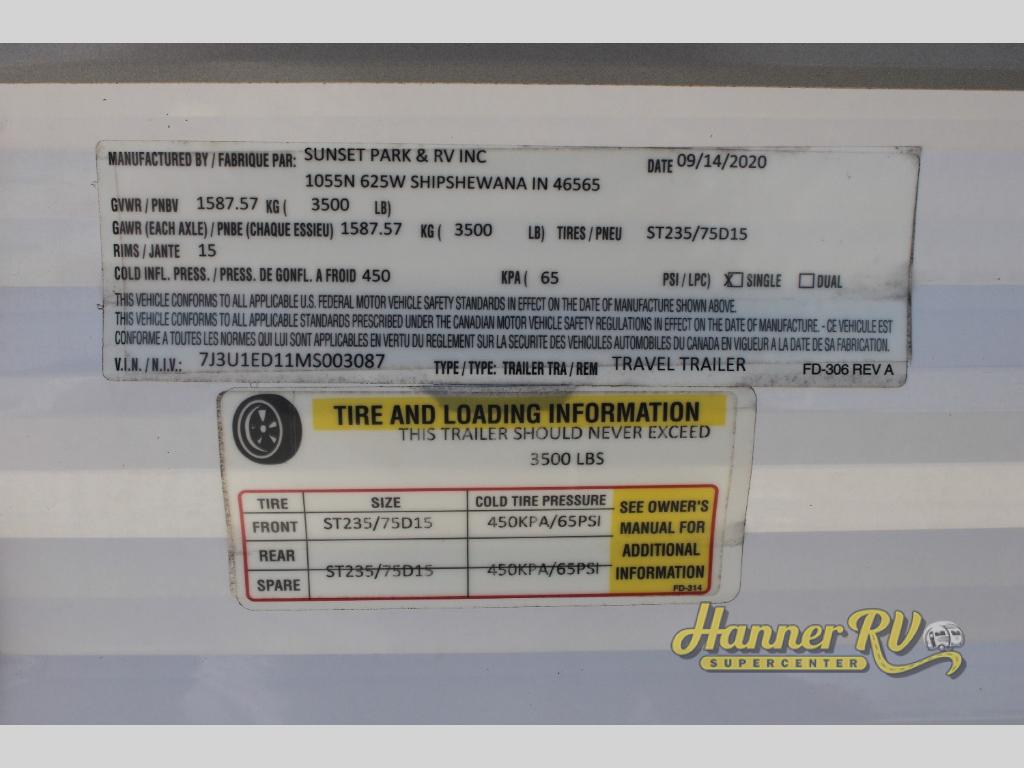 MANUFACTURED BY / FABRIQUE PAR: SUNSET PARK & RV INC DATE 09/14/2020
1055N 625W SHIPSHEWANA IN 46565
GVWR / PNBV 1587.57 KG ( 3500 LB)
GAWR (EACH AXLE) / PNBE (CHAQUE ESSIEU) 1587.57 KG ( 3500 LB) TIRES / PNEU ST235/75D15
RIMS / JANTE 15
COLD INFL. PRESS. / PRESS. DE GONFL. A FROID 450 KPA ( 65 PSI / LPC) X SINGLE DUAL
THIS VEHICLE CONFORMS TO ALL APPLICABLE U.S. FEDERAL MOTOR VEHICLE SAFETY STANDARDS IN EFFECT ON THE DATE OF MANUFACTURE SHOWN ABOVE.
THIS VEHICLE CONFORMS TO ALL APPLICABLE STANDARDS PRESCRIBED UNDER THE CANADIAN MOTOR VEHICLE SAFETY REGULATIONS IN EFFECT ON THE DATE OF MANUFACTURE. - CE VÉHICULE EST
CONFORME A TOUTES LES NORMES QUI LUI SONT APPLICABLES EN VERTU DU REGLEMENT SUR LA SECURITE DES VÉHICULES AUTOMOBILES DU CANADA EN VIGUEUR A LA DATE DE SA FABRICATION.
V.I.N. / N.I.V.: 7J3U1ED11MS003087 TYPE / TYPE: TRAILER TRA / REM TRAVEL TRAILER FD-306 REV A
TIRE AND LOADING INFORMATION
THIS TRAILER SHOULD NEVER EXCEED
3500 LBS
TIRE SIZE COLD TIRE PRESSURE
FRONT ST235/75D15 450KPA/65PSI
REAR
SPARE ST235/75D15 450KPA/65PSI
SEE OWNER'S
MANUAL FOR
ADDITIONAL
INFORMATION
FD-314
Hanner RV
SUPERCENTER